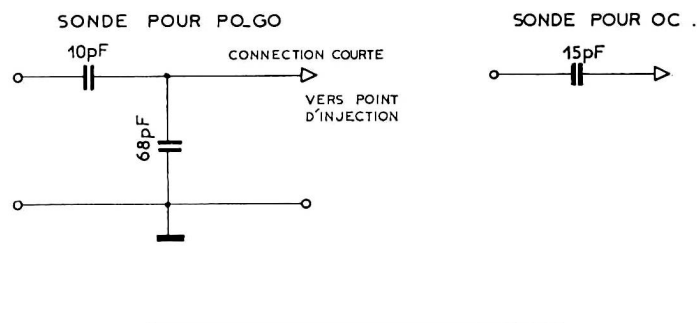 SONDE POUR PO_GO
10pF
CONNECTION COURTE
VERS POINT
D'INJECTION
68pF
SONDE POUR OC .
15pF